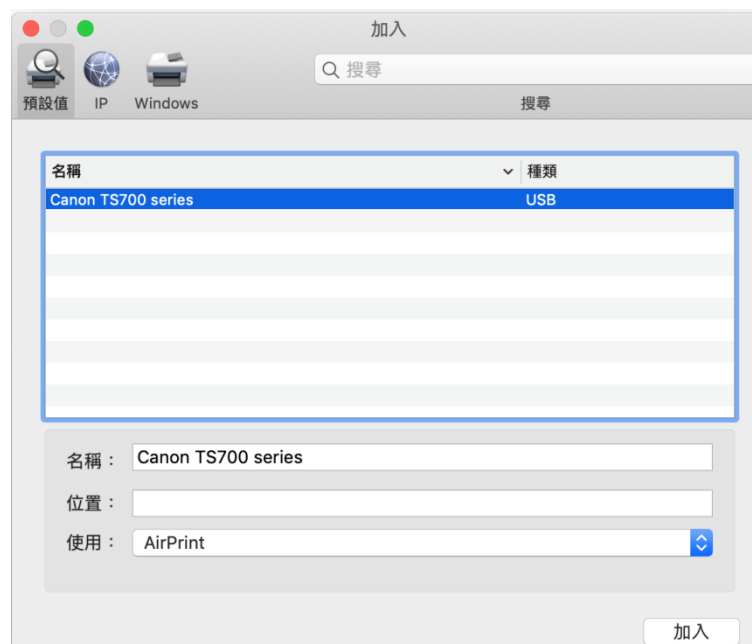 加入
搜尋
預設值 IP Windows 搜尋
名稱 種類
Canon TS700 series USB
名稱： Canon TS700 series
位置：
使用： AirPrint
加入